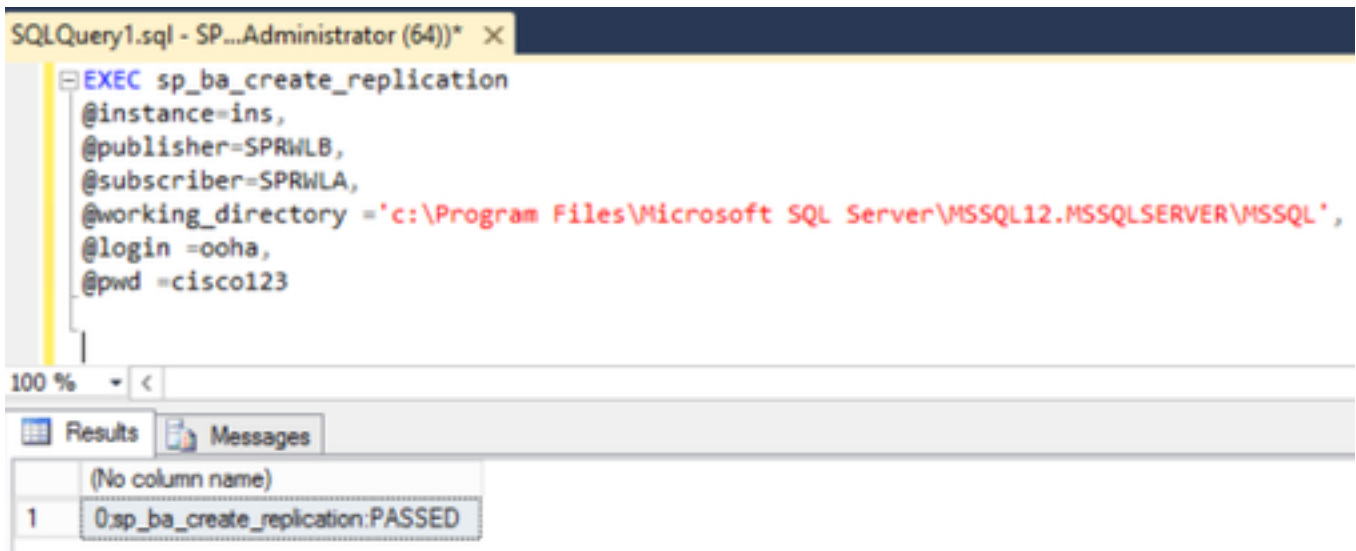 SQLQuery1.sql - SP...Administrator (64))* ×
EXEC sp_ba_create_replication
@instance=ins,
@publisher=SPRWLB,
@subscriber=SPRWLA,
@working_directory ='c:\Program Files\Microsoft SQL Server\MSSQL12.MSSQLSERVER\MSSQL',
@login =ooha,
@pwd =cisco123
100 %
Results Messages
(No column name)
1 0;sp_ba_create_replication:PASSED